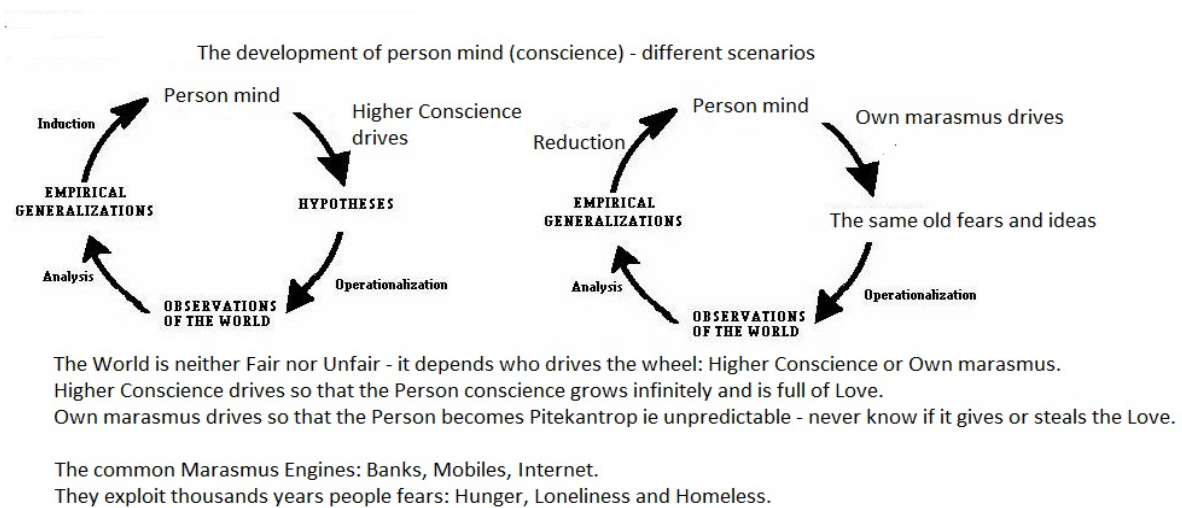 The development of person mind (conscience) - different scenarios
Person mind
Induction
Higher Conscience
drives
EMPIRICAL
GENERALIZATIONS
HYPOTHESES
Analysis
Operationalization
OBSERVATIONS
OF THE WORLD
Person mind
Reduction
Own marasmus drives
EMPIRICAL
GENERALIZATIONS
The same old fears and ideas
Analysis
Operationalization
OBSERVATIONS
OF THE WORLD
The World is neither Fair nor Unfair - it depends who drives the wheel: Higher Conscience or Own marasmus.
Higher Conscience drives so that the Person conscience grows infinitely and is full of Love.
Own marasmus drives so that the Person becomes Pitekantrop ie unpredictable - never know if it gives or steals the Love.
The common Marasmus Engines: Banks, Mobiles, Internet.
They exploit thousands years people fears: Hunger, Loneliness and Homeless.